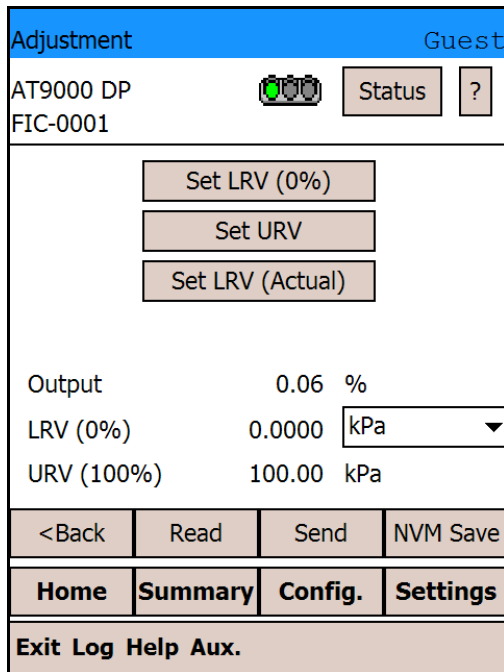 Adjustment Guest
AT9000 DP
FIC-0001
Status ?
Set LRV (0%)
Set URV
Set LRV (Actual)
Output 0.06 %
LRV (0%) 0.0000 kPa
URV (100%) 100.00 kPa
<Back Read Send NVM Save
Home Summary Config. Settings
Exit Log Help Aux.